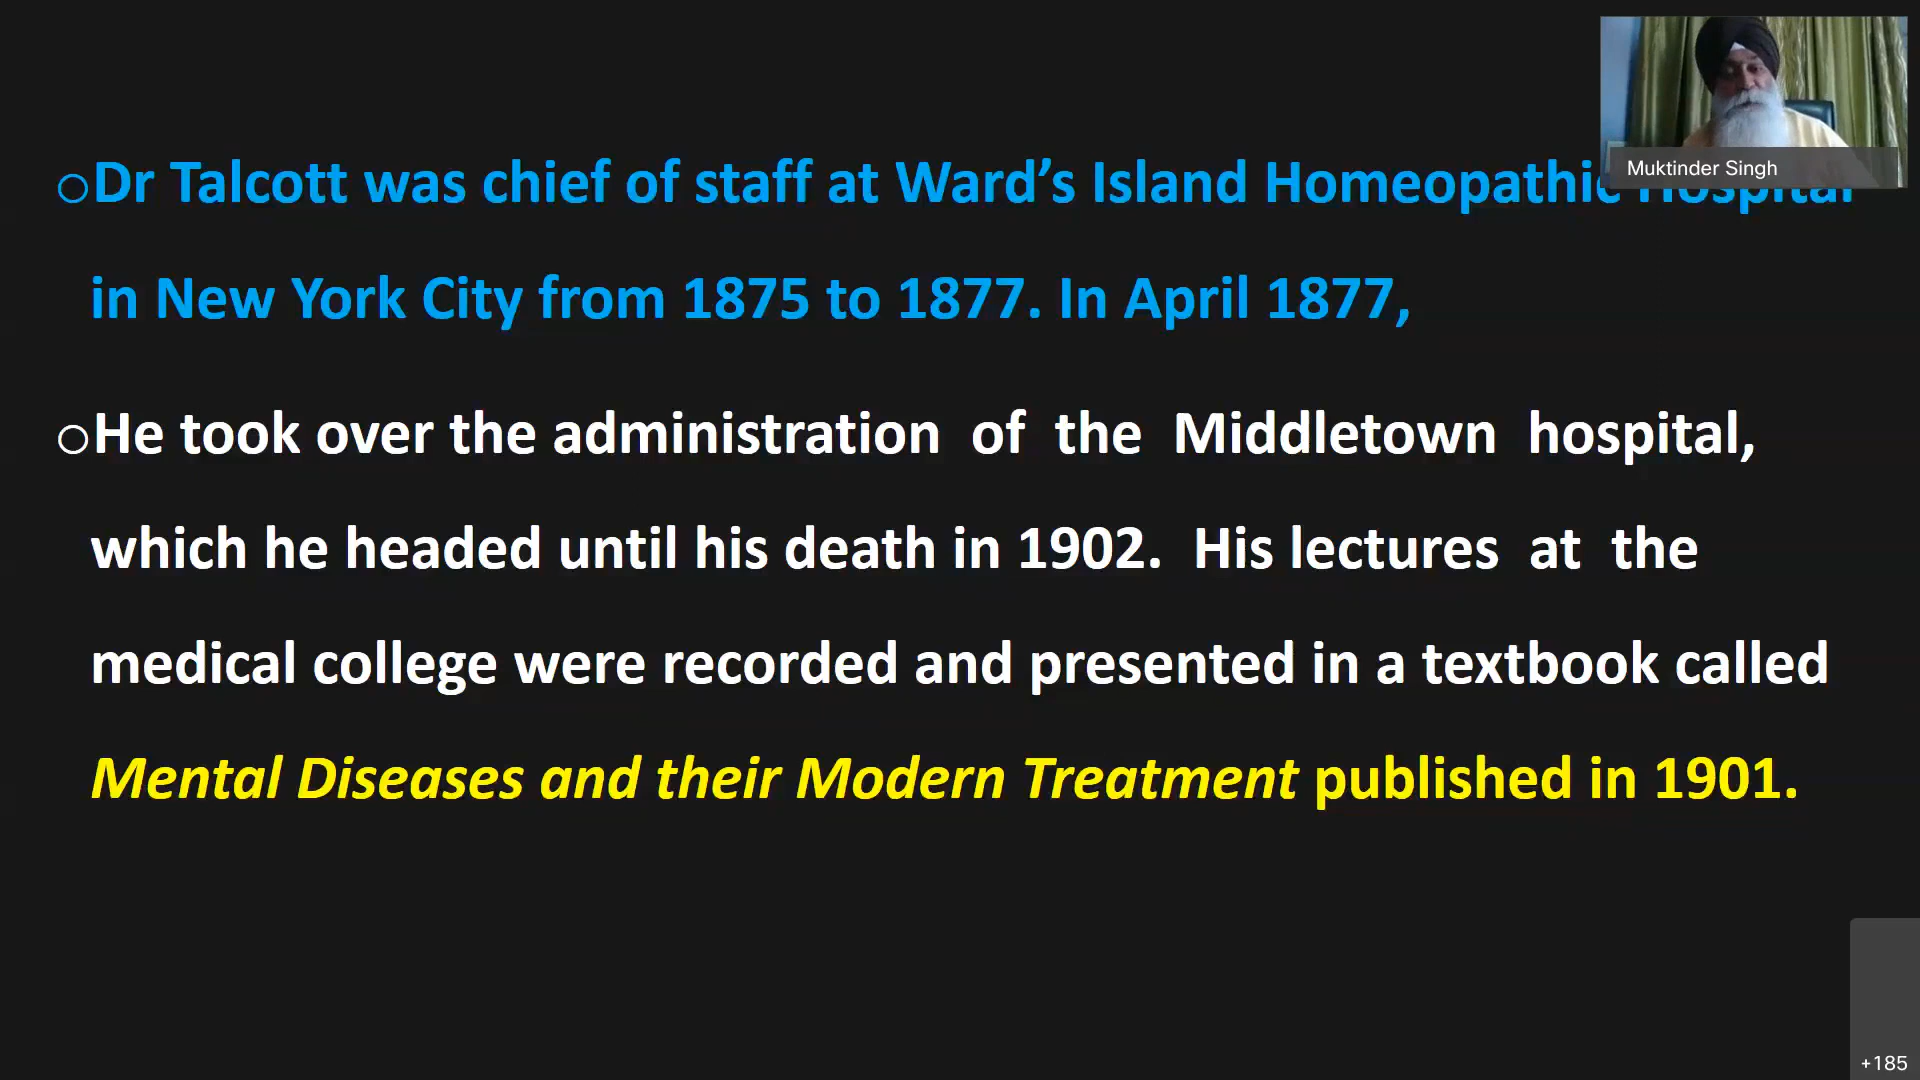 Muktinder Singh
○Dr Talcott was chief of staff at Ward’s Island Homeopathic Hospital
in New York City from 1875 to 1877. In April 1877,
○He took over the administration of the Middletown hospital,
which he headed until his death in 1902. His lectures at the
medical college were recorded and presented in a textbook called
Mental Diseases and their Modern Treatment published in 1901.
+185